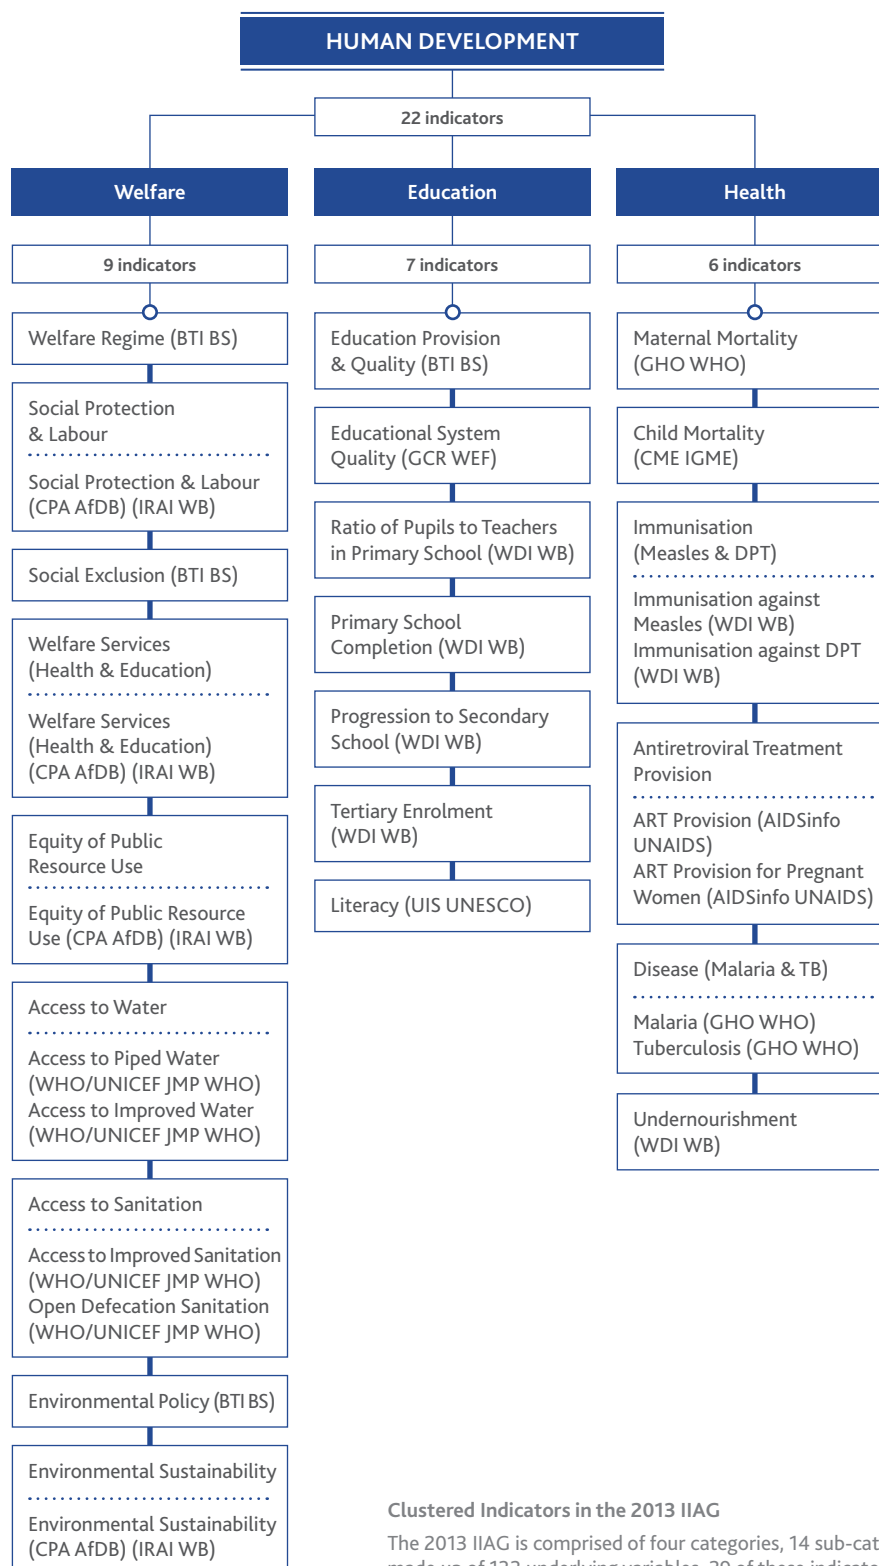 HUMAN DEVELOPMENT
22 indicators
Welfare
9 indicators
Welfare Regime (BTI BS)
Social Protection
& Labour
Social Protection & Labour
(CPA AfDB) (IRAI WB)
Social Exclusion (BTI BS)
Welfare Services
(Health & Education)
Welfare Services
(Health & Education)
(CPA AfDB) (IRAI WB)
Equity of Public
Resource Use
Equity of Public Resource
Use (CPA AfDB) (IRAI WB)
Access to Water
Access to Piped Water
(WHO/UNICEF JMP WHO)
Access to Improved Water
(WHO/UNICEF JMP WHO)
Access to Sanitation
Access to Improved Sanitation
(WHO/UNICEF JMP WHO)
Open Defecation Sanitation
(WHO/UNICEF JMP WHO)
Environmental Policy (BTI BS)
Environmental Sustainability
Environmental Sustainability
(CPA AfDB) (IRAI WB)
Education
7 indicators
Education Provision
& Quality (BTI BS)
Educational System
Quality (GCR WEF)
Ratio of Pupils to Teachers
in Primary School (WDI WB)
Primary School
Completion (WDI WB)
Progression to Secondary
School (WDI WB)
Tertiary Enrolment
(WDI WB)
Literacy (UIS UNESCO)
Health
6 indicators
Maternal Mortality
(GHO WHO)
Child Mortality
(CME IGME)
Immunisation
(Measles & DPT)
Immunisation against
Measles (WDI WB)
Immunisation against DPT
(WDI WB)
Antiretroviral Treatment
Provision
ART Provision (AIDSinfo
UNAIDS)
ART Provision for Pregnant
Women (AIDSinfo UNAIDS)
Disease (Malaria & TB)
Malaria (GHO WHO)
Tuberculosis (GHO WHO)
Undernourishment
(WDI WB)
Clustered Indicators in the 2013 IIAG
The 2013 IIAG is comprised of four categories, 14 sub-cat